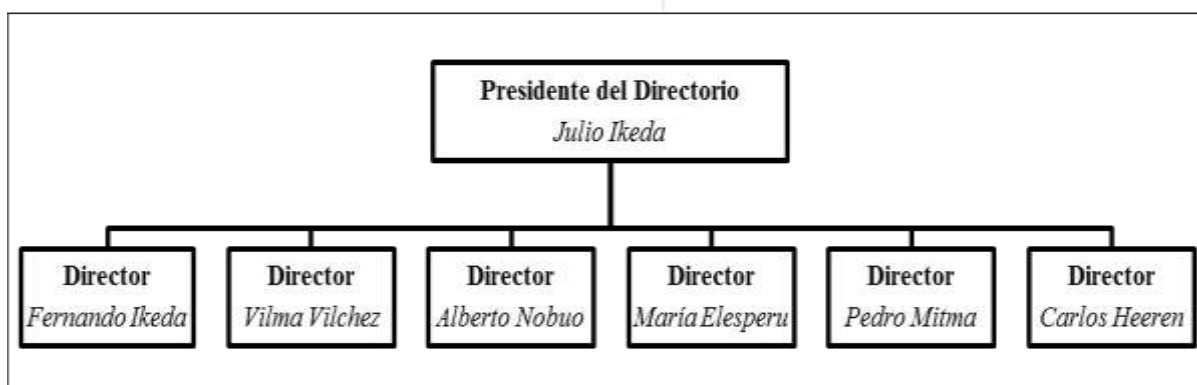 Presidente del Directorio
Julio Ikeda
Director
Fernando Ikeda
Director
Vilma Vilchez
Director
Alberto Nobuo
Director
María Elesperu
Director
Pedro Mitma
Director
Carlos Heeren